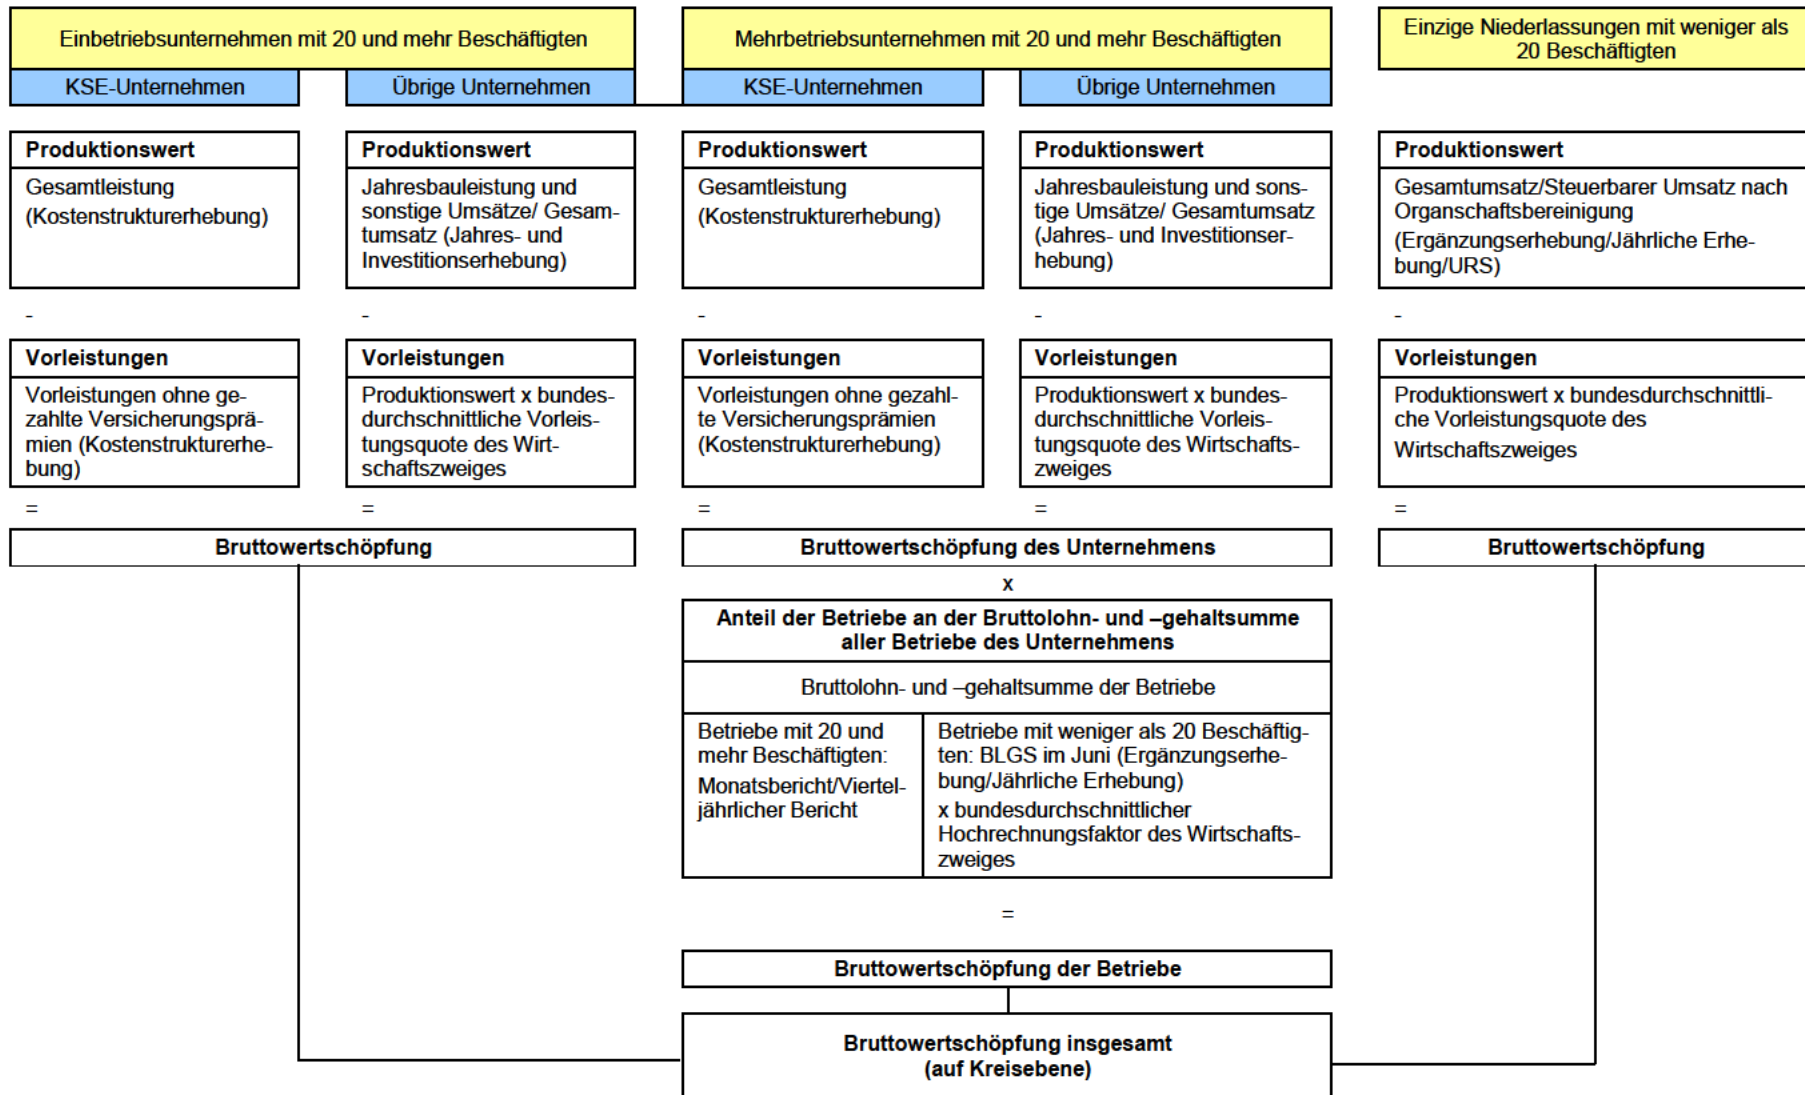 Einbetriebsunternehmen mit 20 und mehr Beschäftigten
Mehrbetriebsunternehmen mit 20 und mehr Beschäftigten
Einzige Niederlassungen mit weniger als
20 Beschäftigten
KSE-Unternehmen
Übrige Unternehmen
KSE-Unternehmen
Übrige Unternehmen
Produktionswert
Gesamtleistung
(Kostenstrukturerhebung)
Produktionswert
Jahresbauleistung und
sonstige Umsätze/ Gesam-
tumsatz (Jahres- und
Investitionserhebung)
Produktionswert
Gesamtleistung
(Kostenstrukturerhebung)
Produktionswert
Jahresbauleistung und sons-
tige Umsätze/ Gesamtumsatz
(Jahres- und Investitionser-
hebung)
Produktionswert
Gesamtumsatz/Steuerbarer Umsatz nach
Organschaftsbereinigung
(Ergänzungserhebung/Jährliche Erhe-
bung/URS)
- - - - -
Vorleistungen
Vorleistungen ohne ge-
zahlte Versicherungsprä-
mien (Kostenstrukturerhe-
bung)
Vorleistungen
Produktionswert x bundes-
durchschnittliche Vorleis-
tungsquote des Wirt-
schaftszweiges
Vorleistungen
Vorleistungen ohne gezahl-
te Versicherungsprämien
(Kostenstrukturerhebung)
Vorleistungen
Produktionswert x bundes-
durchschnittliche Vorleis-
tungsquote des Wirtschafts-
zweiges
Vorleistungen
Produktionswert x bundesdurchschnittli-
che Vorleistungsquote des
Wirtschaftszweiges
= = = = =
Bruttowertschöpfung
Bruttowertschöpfung des Unternehmens
Bruttowertschöpfung
x
Anteil der Betriebe an der Bruttolohn- und –gehaltsumme
aller Betriebe des Unternehmens
Bruttolohn- und –gehaltsumme der Betriebe
Betriebe mit 20 und
mehr Beschäftigten:
Monatsbericht/Viertel-
jährlicher Bericht
Betriebe mit weniger als 20 Beschäftig-
ten: BLGS im Juni (Ergänzungserhe-
bung/Jährliche Erhebung)
x bundesdurchschnittlicher
Hochrechnungsfaktor des Wirtschafts-
zweiges
=
Bruttowertschöpfung der Betriebe
Bruttowertschöpfung insgesamt
(auf Kreisebene)